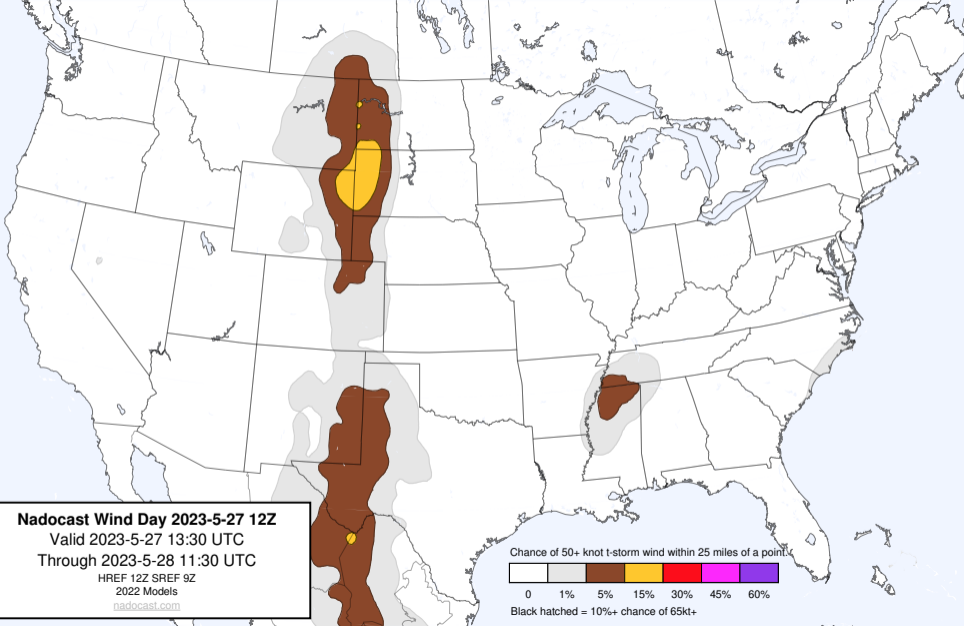 Nadocast Wind Day 2023-5-27 12Z
Valid 2023-5-27 13:30 UTC
Through 2023-5-28 11:30 UTC
HREF 12Z SREF 9Z
2022 Models
nadocast.com
Chance of 50+ knot t-storm wind within 25 miles of a point.
0 1% 5% 15% 30% 45% 60%
Black hatched = 10%+ chance of 65kt+